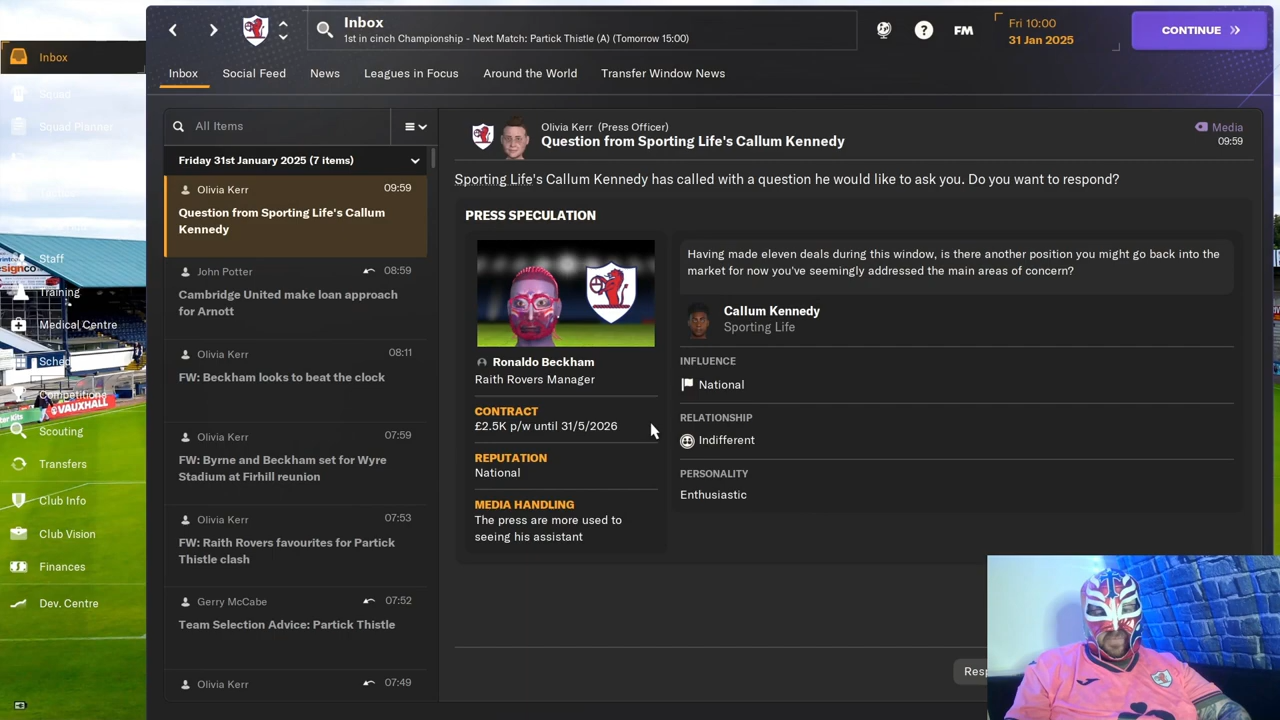 Inbox
1st in cinch Championship - Next Match: Partick Thistle (A) (Tomorrow 15:00)
FM
Fri 10:00
31 Jan 2025
CONTINUE
Inbox
Social Feed
News
Leagues in Focus
Around the World
Transfer Window News
Inbox
Squad
Squad Planner
Staff
Training
Medical Centre
Sched
Competitions
VAUXHALL
Scouting
Transfers
Club Info
Club Vision
Finances
Dev. Centre
All Items
Friday 31st January 2025 (7 items)
Olivia Kerr
09:59
Question from Sporting Life's Callum
Kennedy
John Potter
08:59
Cambridge United make loan approach
for Arnott
Olivia Kerr
08:11
FW: Beckham looks to beat the clock
Olivia Kerr
07:59
FW: Byrne and Beckham set for Wyre
Stadium at Firhill reunion
Olivia Kerr
07:53
FW: Raith Rovers favourites for Partick
Thistle clash
Gerry McCabe
07:52
Team Selection Advice: Partick Thistle
Olivia Kerr
07:49
Olivia Kerr (Press Officer)
Question from Sporting Life's Callum Kennedy
Media
09:59
Sporting Life's Callum Kennedy has called with a question he would like to ask you. Do you want to respond?
PRESS SPECULATION
Ronaldo Beckham
Raith Rovers Manager
CONTRACT
£2.5K p/w until 31/5/2026
REPUTATION
National
MEDIA HANDLING
The press are more used to
seeing his assistant
Having made eleven deals during this window, is there another position you might go back into the
market for now you've seemingly addressed the main areas of concern?
Callum Kennedy
Sporting Life
INFLUENCE
National
RELATIONSHIP
Indifferent
PERSONALITY
Enthusiastic
Resp